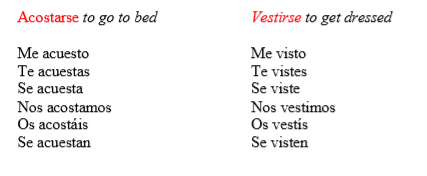 Acostarse to go to bed
Me acuesto
Te acuestas
Se acuesta
Nos acostamos
Os acostáis
Se acuestan
Vestirse to get dressed
Me visto
Te vistes
Se viste
Nos vestimos
Os vestís
Se visten